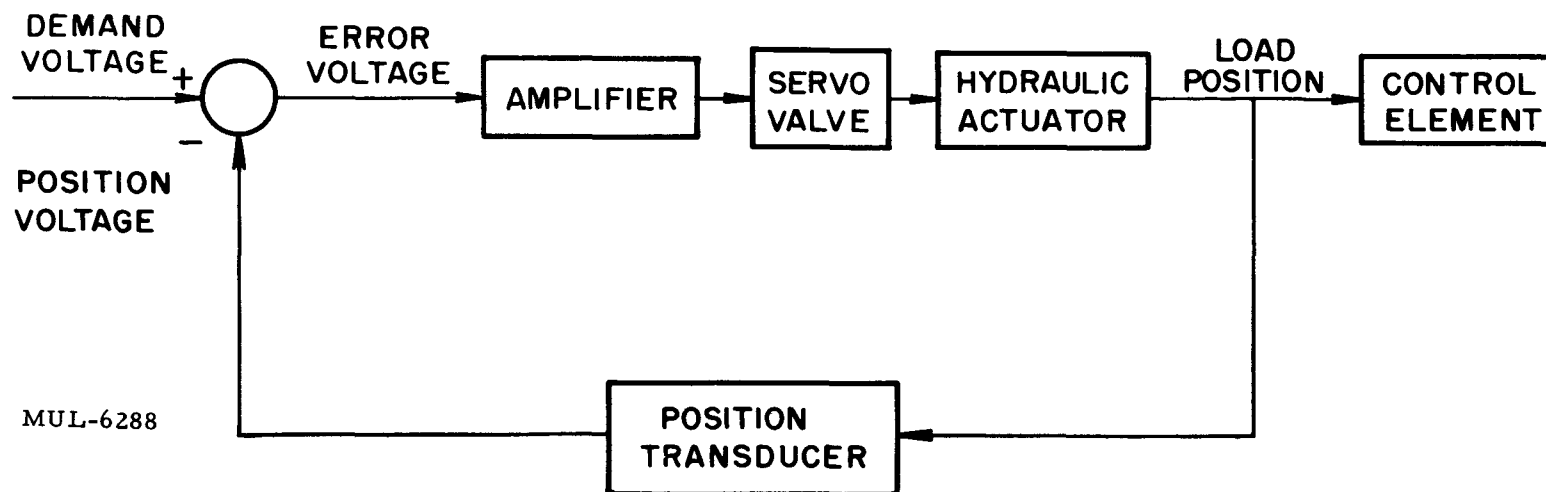 DEMAND
VOLTAGE
+
−
POSITION
VOLTAGE
ERROR
VOLTAGE
AMPLIFIER
SERVO
VALVE
HYDRAULIC
ACTUATOR
LOAD
POSITION
CONTROL
ELEMENT
MUL-6288
POSITION
TRANSDUCER